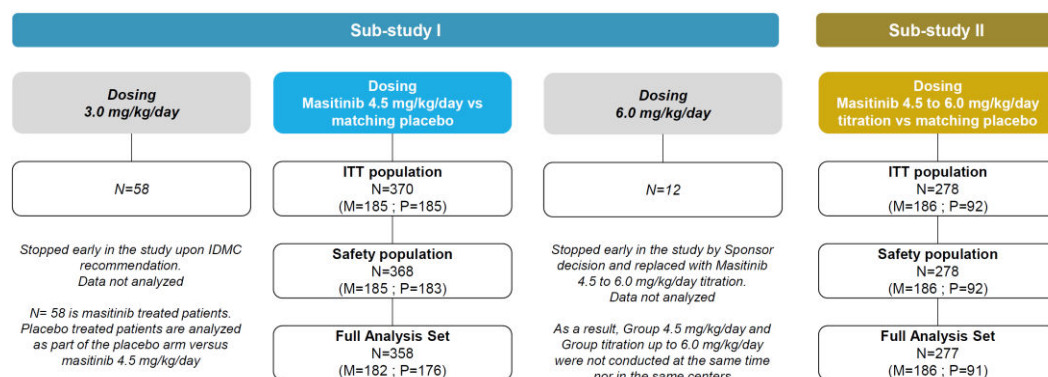 Sub-study I
Sub-study II
Dosing
3.0 mg/kg/day
Dosing
Masitinib 4.5 mg/kg/day vs
matching placebo
Dosing
6.0 mg/kg/day
Dosing
Masitinib 4.5 to 6.0 mg/kg/day
titration vs matching placebo
N=58
ITT population
N=370
(M=185 ; P=185)
N=12
ITT population
N=278
(M=186 ; P=92)
Stopped early in the study upon IDMC
recommendation.
Data not analyzed
N= 58 is masitinib treated patients.
Placebo treated patients are analyzed
as part of the placebo arm versus
masitinib 4.5 mg/kg/day
Safety population
N=368
(M=185 ; P=183)
Stopped early in the study by Sponsor
decision and replaced with Masitinib
4.5 to 6.0 mg/kg/day titration.
Data not analyzed
As a result, Group 4.5 mg/kg/day and
Group titration up to 6.0 mg/kg/day
were not conducted at the same time
nor in the same centers
Safety population
N=278
(M=186 ; P=92)
Full Analysis Set
N=358
(M=182 ; P=176)
Full Analysis Set
N=277
(M=186 ; P=91)